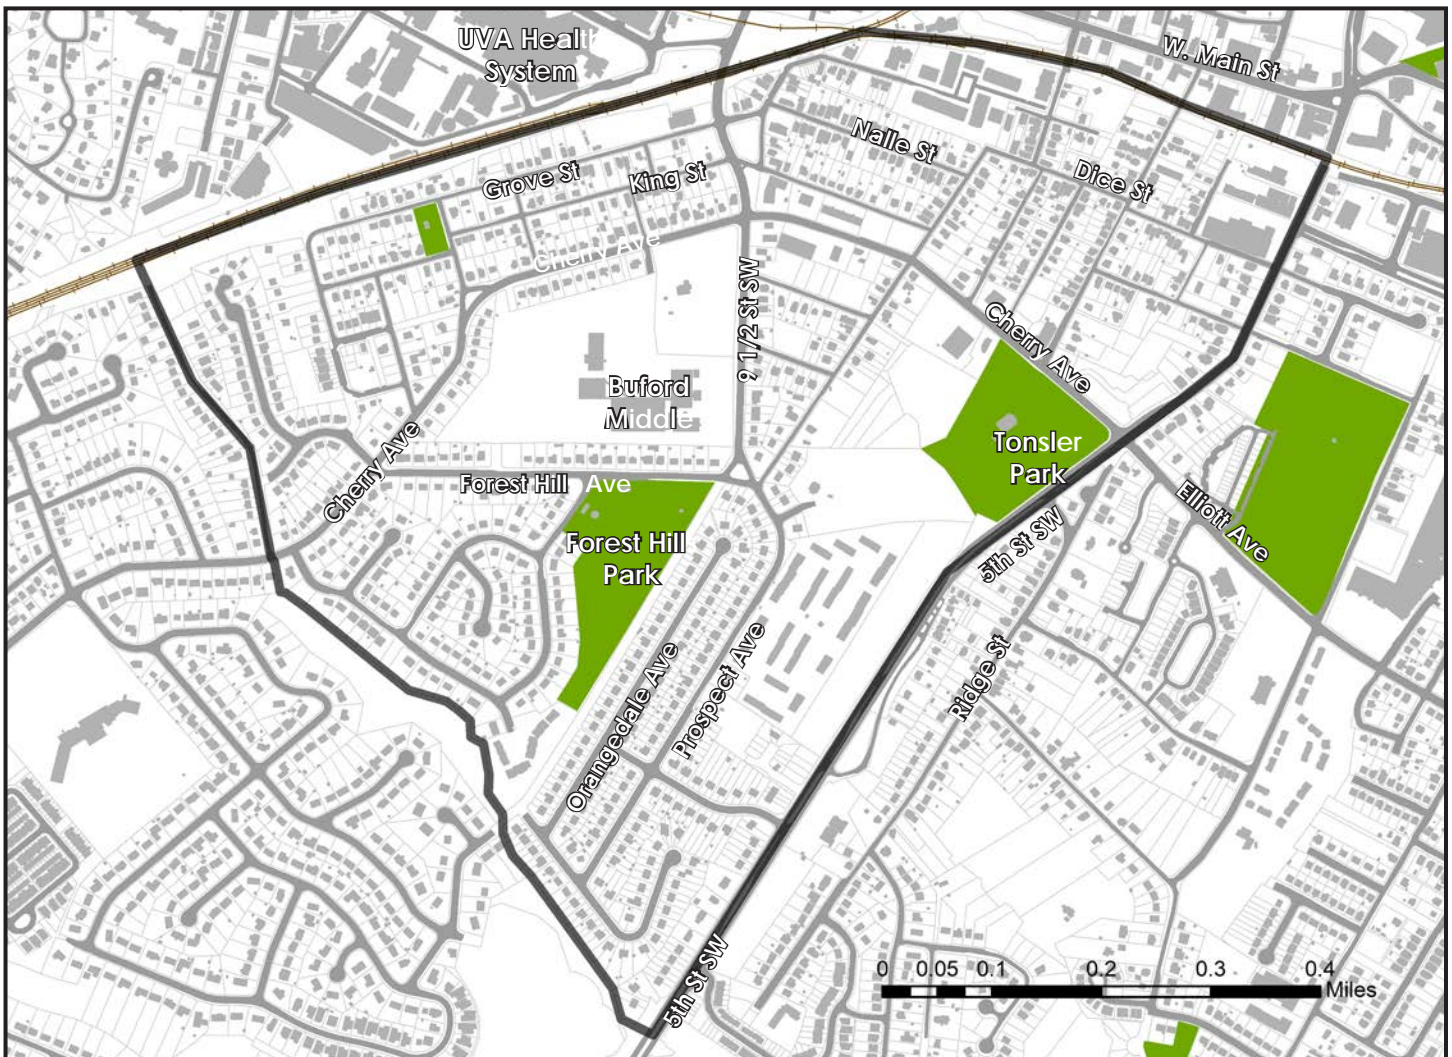 UVA Health
System
W. Main St
Nalle St
Dice St
Grove St
King St
Cherry Ave
9 1/2 St SW
Cherry Ave
Buford
Middle
Tonsler
Park
Cherry Ave
Forest Hill Ave
Elliott Ave
Forest Hill
Park
5th St SW
Orangedale Ave
Prospect Ave
Ridge St
5th St SW
0 0.05 0.1 0.2 0.3 0.4
Miles